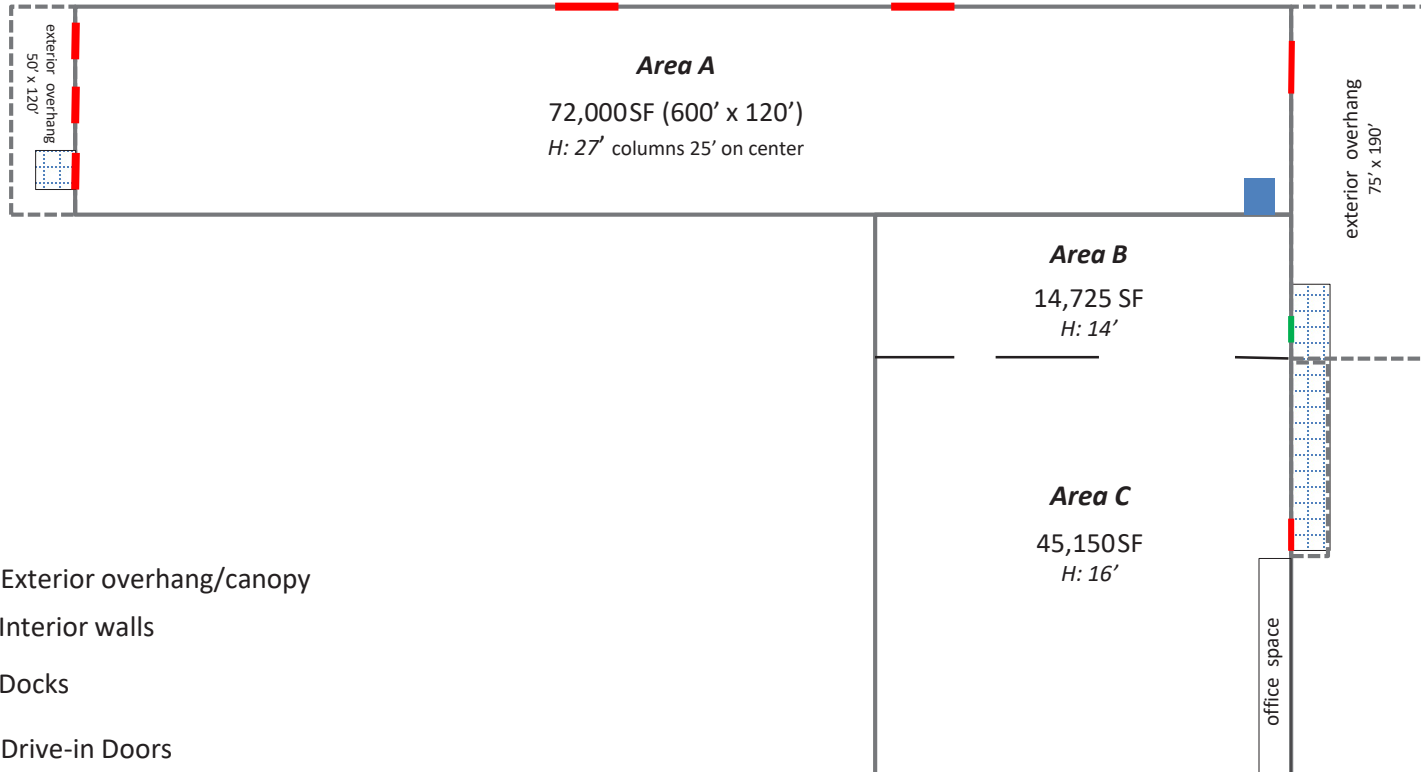 exterior overhang
50’ x 120’
Area A
72,000SF (600’ x 120’)
H: 27’ columns 25’ on center
exterior overhang
75’ x 190’
Area B
14,725 SF
H: 14’
Area C
45,150SF
H: 16’
office space
Exterior overhang/canopy
Interior walls
Docks
Drive-in Doors